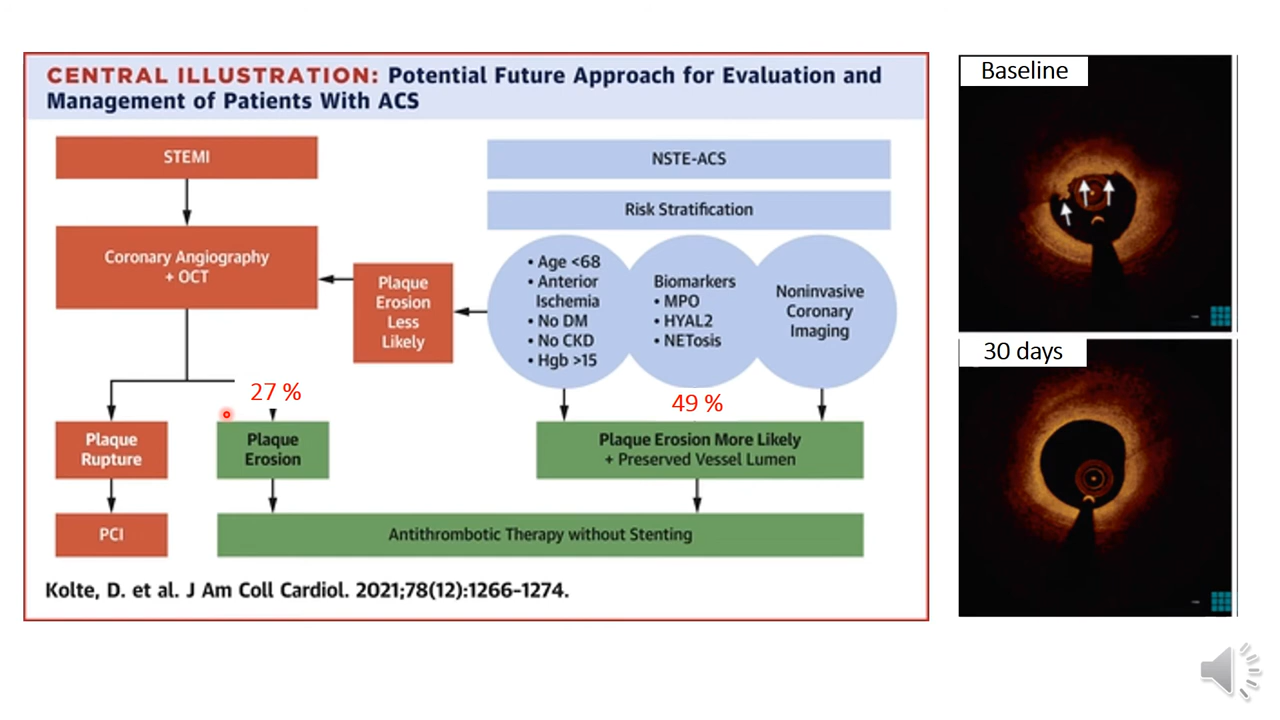 CENTRAL ILLUSTRATION: Potential Future Approach for Evaluation and
Management of Patients With ACS
STEMI
Coronary Angiography
+ OCT
Plaque
Erosion
Less
Likely
NSTE-ACS
Risk Stratification
• Age <68
• Anterior
Ischemia
• No DM
• No CKD
• Hgb >15
Biomarkers
• MPO
• HYAL2
• NETosis
Noninvasive
Coronary
Imaging
27 %
49 %
Plaque
Rupture
Plaque
Erosion
Plaque Erosion More Likely
+ Preserved Vessel Lumen
PCI
Antithrombotic Therapy without Stenting
Kolte, D. et al. J Am Coll Cardiol. 2021;78(12):1266–1274.
Baseline
30 days